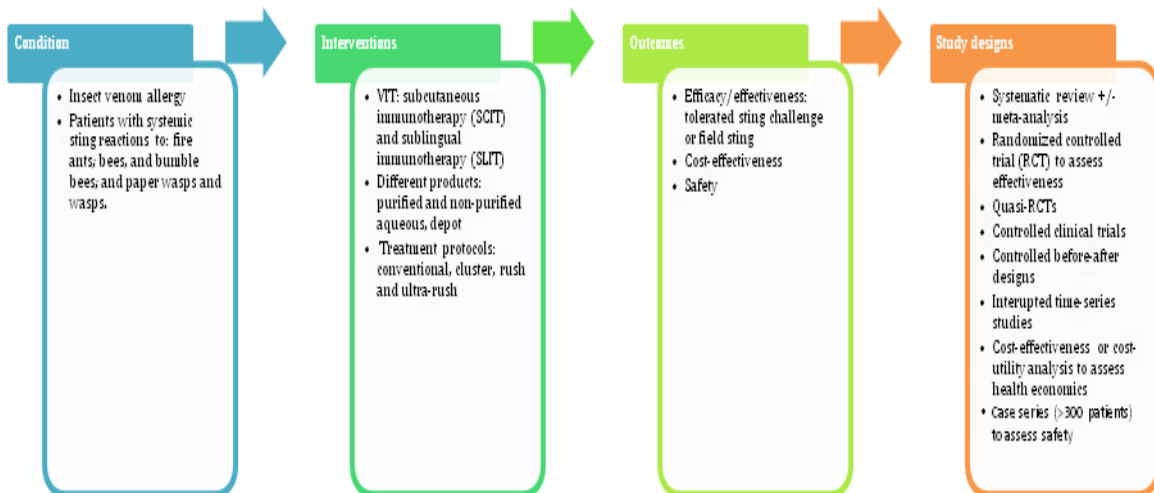 Condition
• Insect venom allergy
• Patients with systemic
sting reactions to: fire
ants; bees, and bumble
bees; and paper wasps and
wasps.
Interventions
• VIT: subcutaneous
immunotherapy (SCIT)
and sublingual
immunotherapy (SLIT)
• Different products:
purified and non-purified
aqueous, depot
• Treatment protocols:
conventional, cluster, rush
and ultra-rush
Outcomes
• Efficacy/effectiveness:
tolerated sting challenge
or field sting
• Cost-effectiveness
• Safety
Study designs
• Systematic review +/-
meta-analysis
• Randomized controlled
trial (RCT) to assess
effectiveness
• Quasi-RCTs
• Controlled clinical trials
• Controlled before-after
designs
• Interupted time-series
studies
• Cost-effectiveness or cost-
utility analysis to assess
health economics
• Case series (>300 patients)
to assess safety